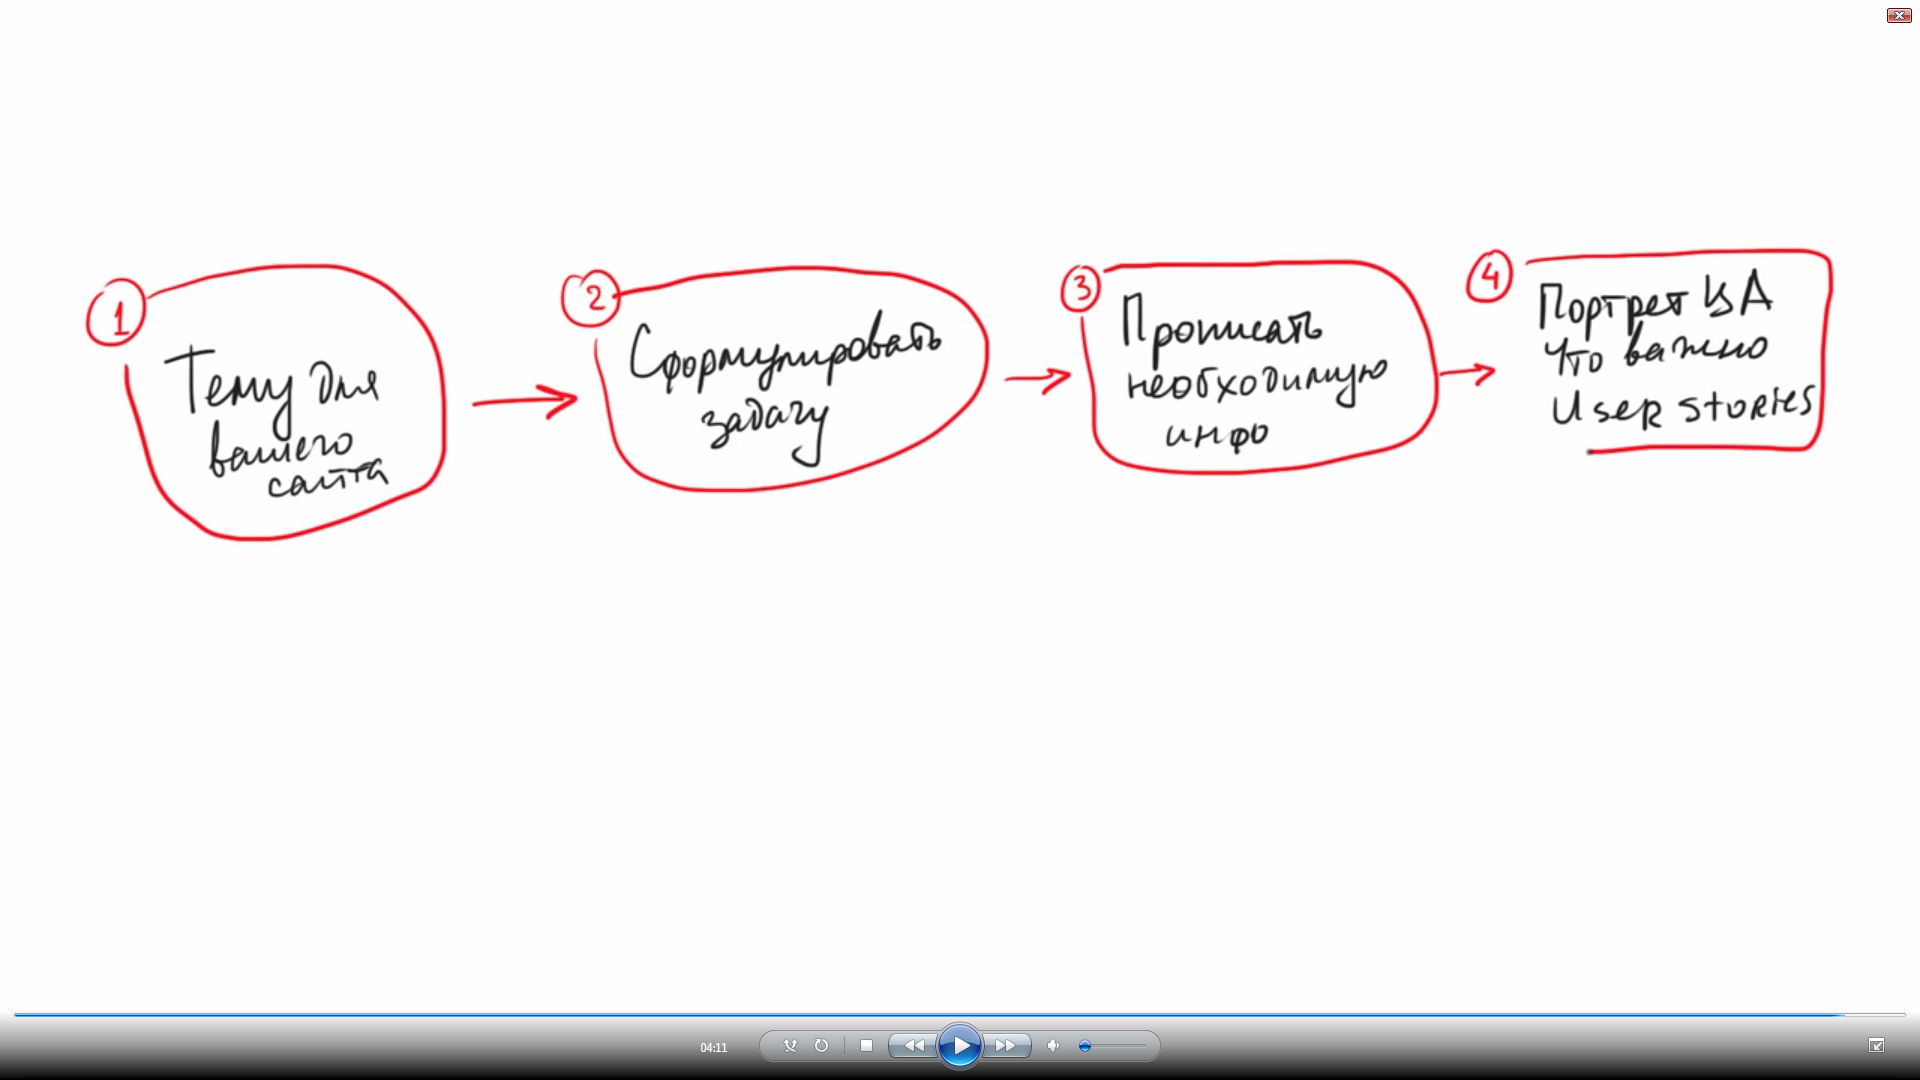 1
Тему для
вашего
сайта
2
Сформулировать
задачу
3
Прописать
необходимую
инфо
4
Портрет ЦА
Что важно
User stories
04:11